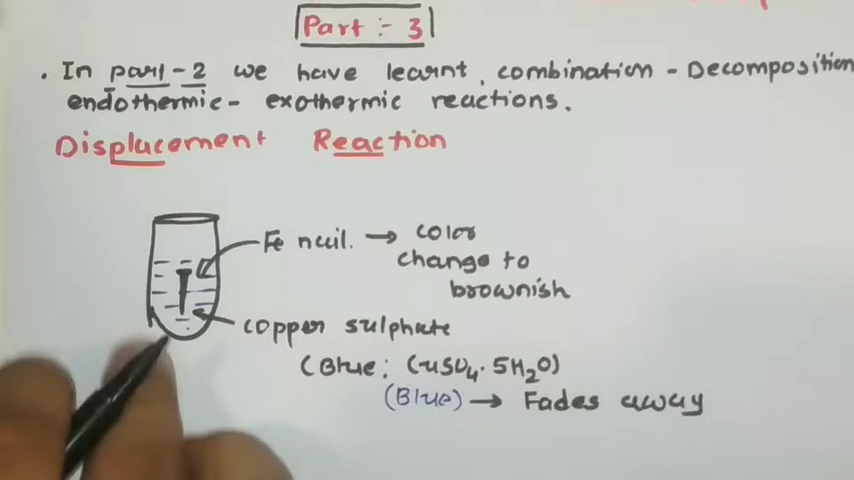 Part :- 3
• In part-2 we have learnt, combination - Decomposition
endothermic - exothermic reactions.
Displacement Reaction
Fe nail. → color
change to
brownish
copper sulphate
(Blue: CuSO4·5H2O)
(Blue) → Fades away